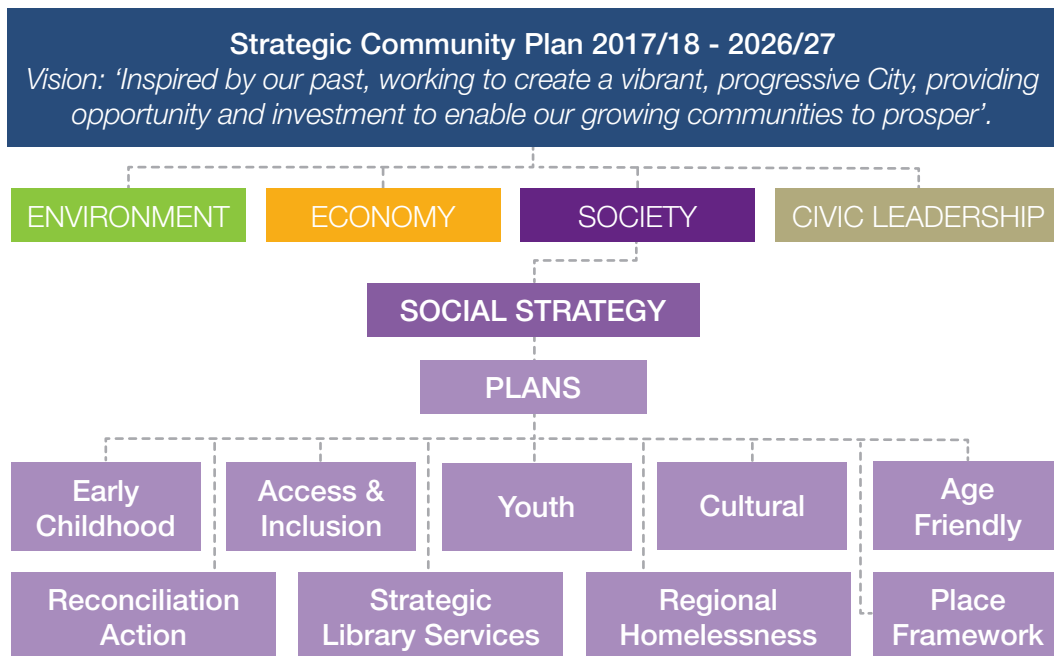 Strategic Community Plan 2017/18 - 2026/27
Vision: ‘Inspired by our past, working to create a vibrant, progressive City, providing
opportunity and investment to enable our growing communities to prosper’.
ENVIRONMENT
ECONOMY
SOCIETY
CIVIC LEADERSHIP
SOCIAL STRATEGY
PLANS
Early
Childhood
Access &
Inclusion
Youth
Cultural
Age
Friendly
Reconciliation
Action
Strategic
Library Services
Regional
Homelessness
Place
Framework